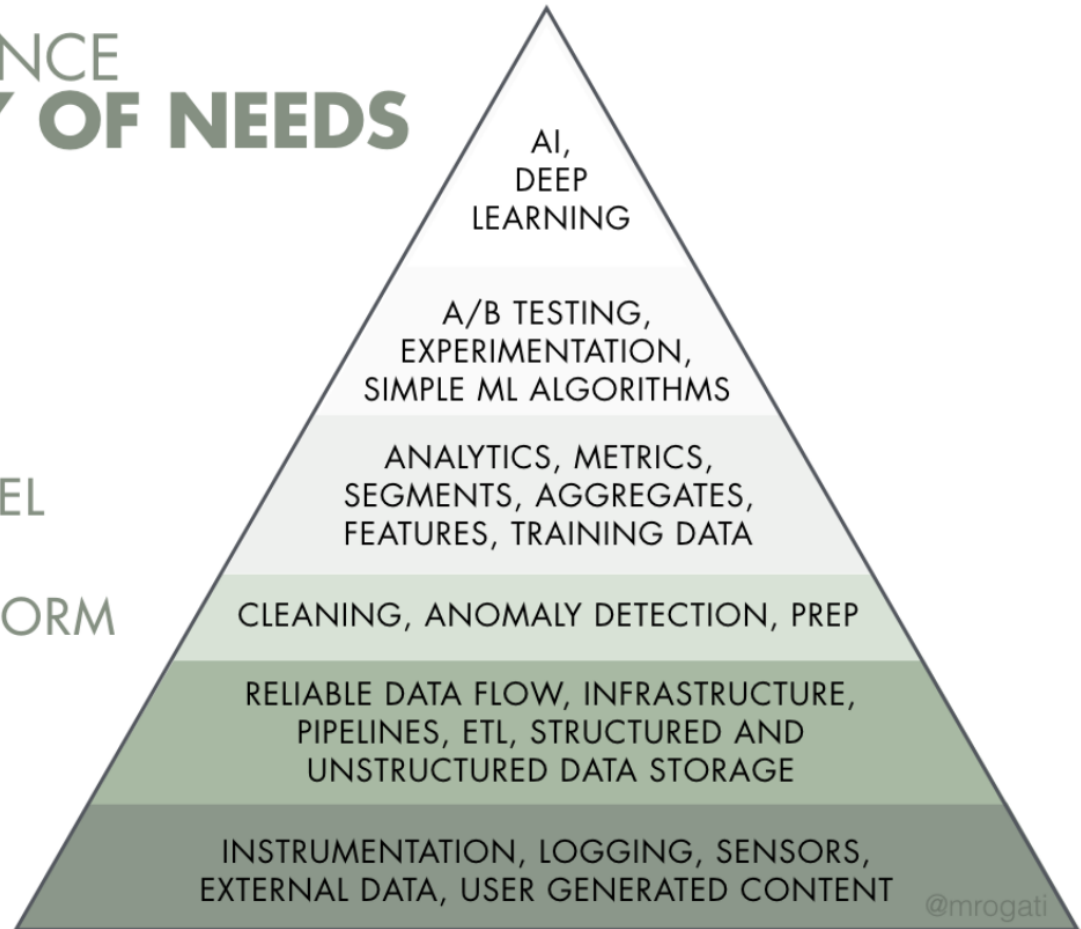 NCE
Y OF NEEDS
AI,
DEEP
LEARNING
A/B TESTING,
EXPERIMENTATION,
SIMPLE ML ALGORITHMS
EL
ANALYTICS, METRICS,
SEGMENTS, AGGREGATES,
FEATURES, TRAINING DATA
ORM
CLEANING, ANOMALY DETECTION, PREP
RELIABLE DATA FLOW, INFRASTRUCTURE,
PIPELINES, ETL, STRUCTURED AND
UNSTRUCTURED DATA STORAGE
INSTRUMENTATION, LOGGING, SENSORS,
EXTERNAL DATA, USER GENERATED CONTENT
@mrogati